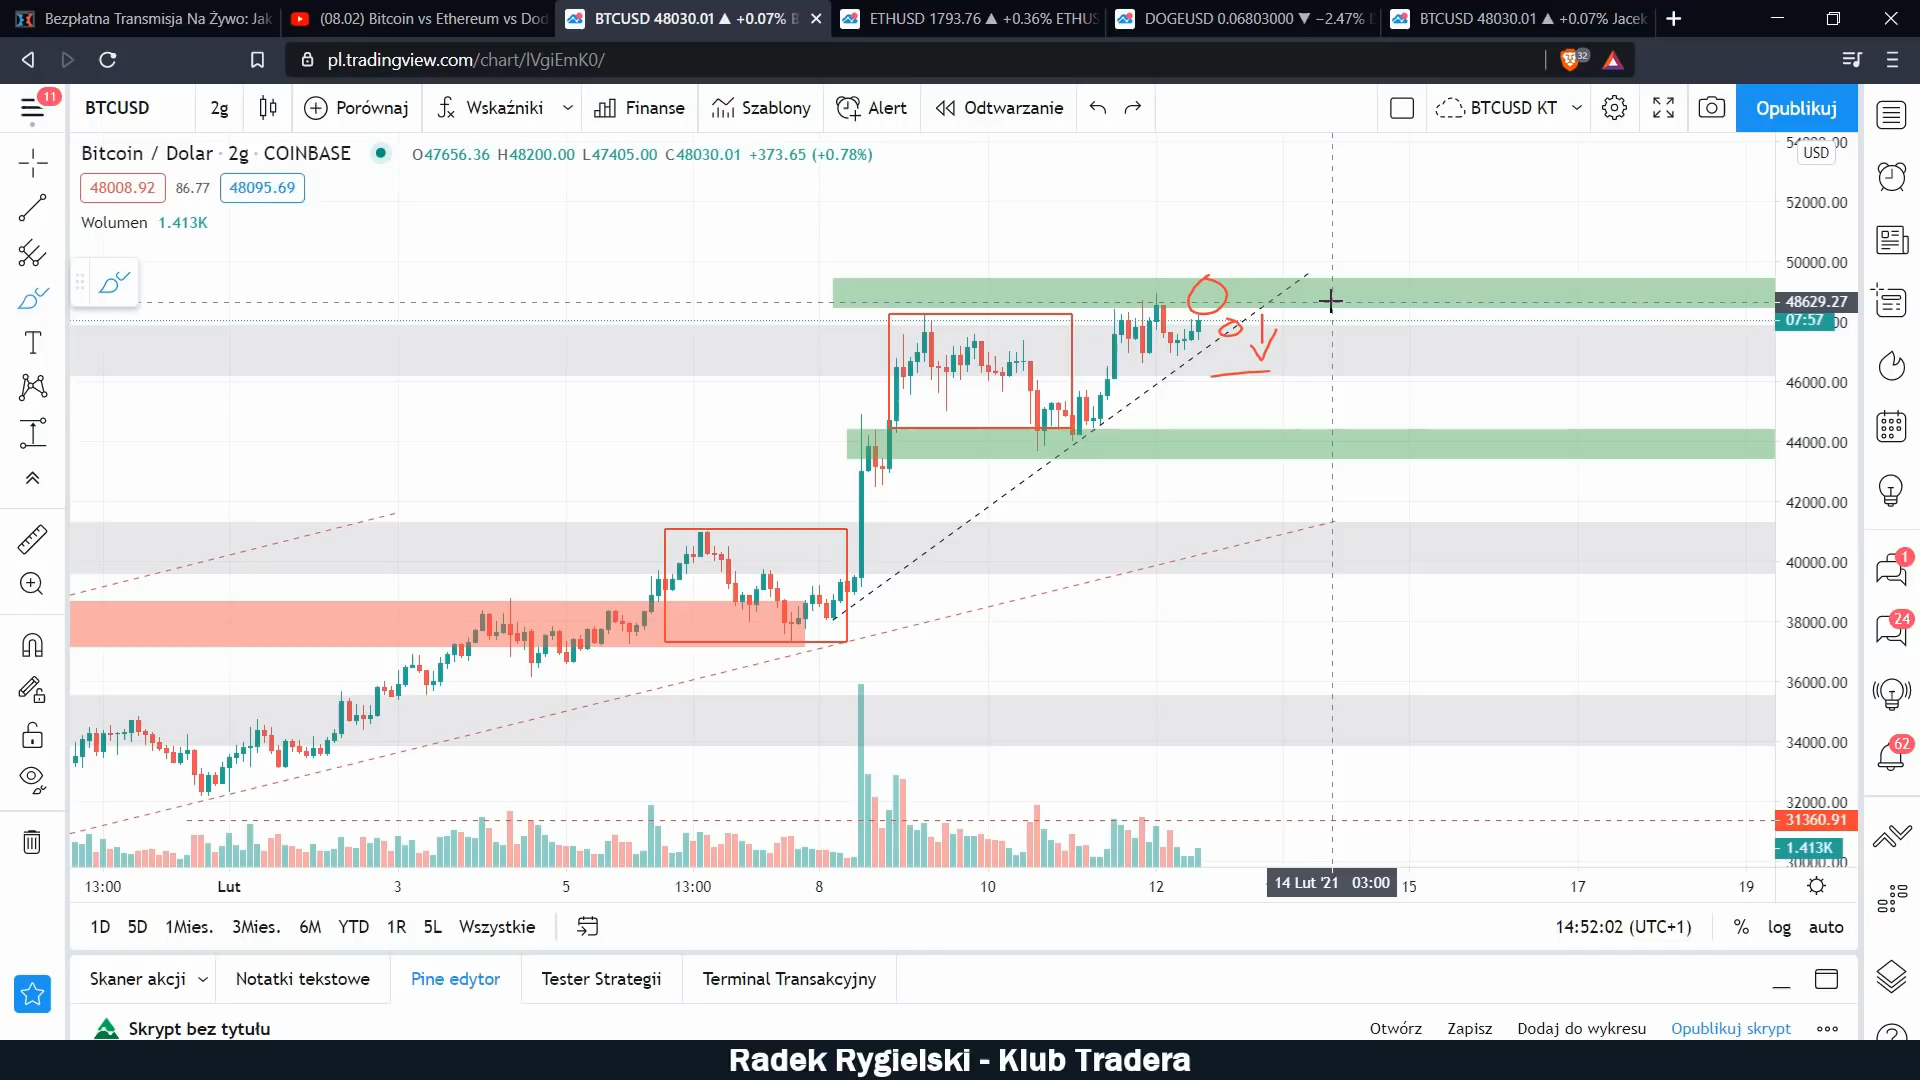 Bezpłatna Transmisja Na Żywo: Jak
(08.02) Bitcoin vs Ethereum vs Dod
BTCUSD 48030.01 ▲ +0.07% B
ETHUSD 1793.76 ▲ +0.36% ETHUS
DOGEUSD 0.06803000 ▼ −2.47%
BTCUSD 48030.01 ▲ +0.07% Jacek
pl.tradingview.com/chart/lVgiEmK0/
32
11
BTCUSD
2g
Porównaj
Wskaźniki
Finanse
Szablony
Alert
Odtwarzanie
BTCUSD KT
Opublikuj
Bitcoin / Dolar · 2g · COINBASE
O47656.36 H48200.00 L47405.00 C48030.01 +373.65 (+0.78%)
USD
48008.92 86.77 48095.69
Wolumen 1.413K
52000.00
50000.00
48629.27
07:57
46000.00
44000.00
42000.00
40000.00
38000.00
36000.00
34000.00
32000.00
31360.91
1.413K
1
24
62
13:00
Lut
3
5
13:00
8
10
12
14 Lut '21 03:00
15
17
19
1D 5D 1Mies. 3Mies. 6M YTD 1R 5L Wszystkie
14:52:02 (UTC+1) % log auto
Skaner akcji
Notatki tekstowe
Pine edytor
Tester Strategii
Terminal Transakcyjny
Skrypt bez tytułu
Otwórz Zapisz Dodaj do wykresu Opublikuj skrypt
Radek Rygielski - Klub Tradera